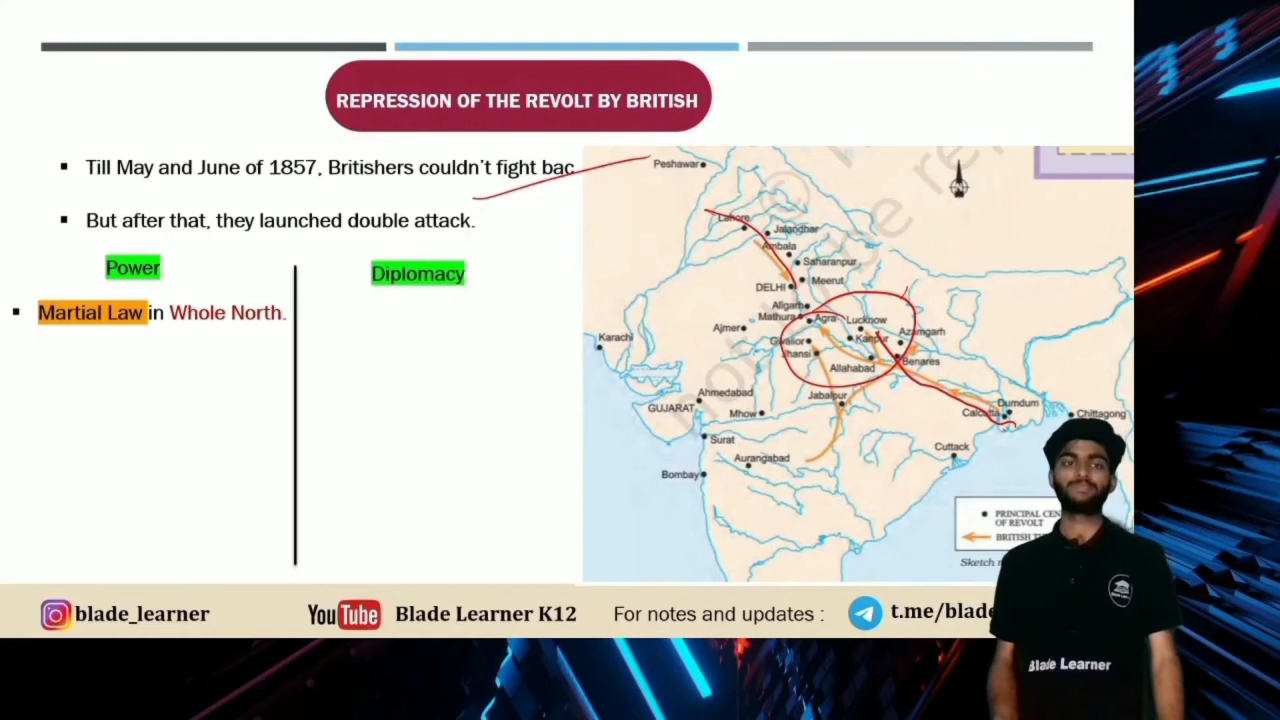 REPRESSION OF THE REVOLT BY BRITISH
▪ Till May and June of 1857, Britishers couldn't fight bac
▪ But after that, they launched double attack.
Power
Diplomacy
▪ Martial Law in Whole North.
Peshawar
Lahore
Jalandhar
Ambala
Saharanpur
DELHI
Meerut
Aligarh
Mathura
Agra
Lucknow
Azamgarh
Ajmer
Gwalior
Kanpur
Karachi
Jhansi
Benares
Allahabad
Ahmedabad
Jabalpur
GUJARAT
Mhow
Dumdum
Calcutta
Chittagong
Surat
Aurangabad
Cuttack
Bombay
PRINCIPAL CEN
OF REVOLT
BRITISH T
Sketch
blade_learner
YouTube Blade Learner K12
For notes and updates :
t.me/blade
Blade Learner